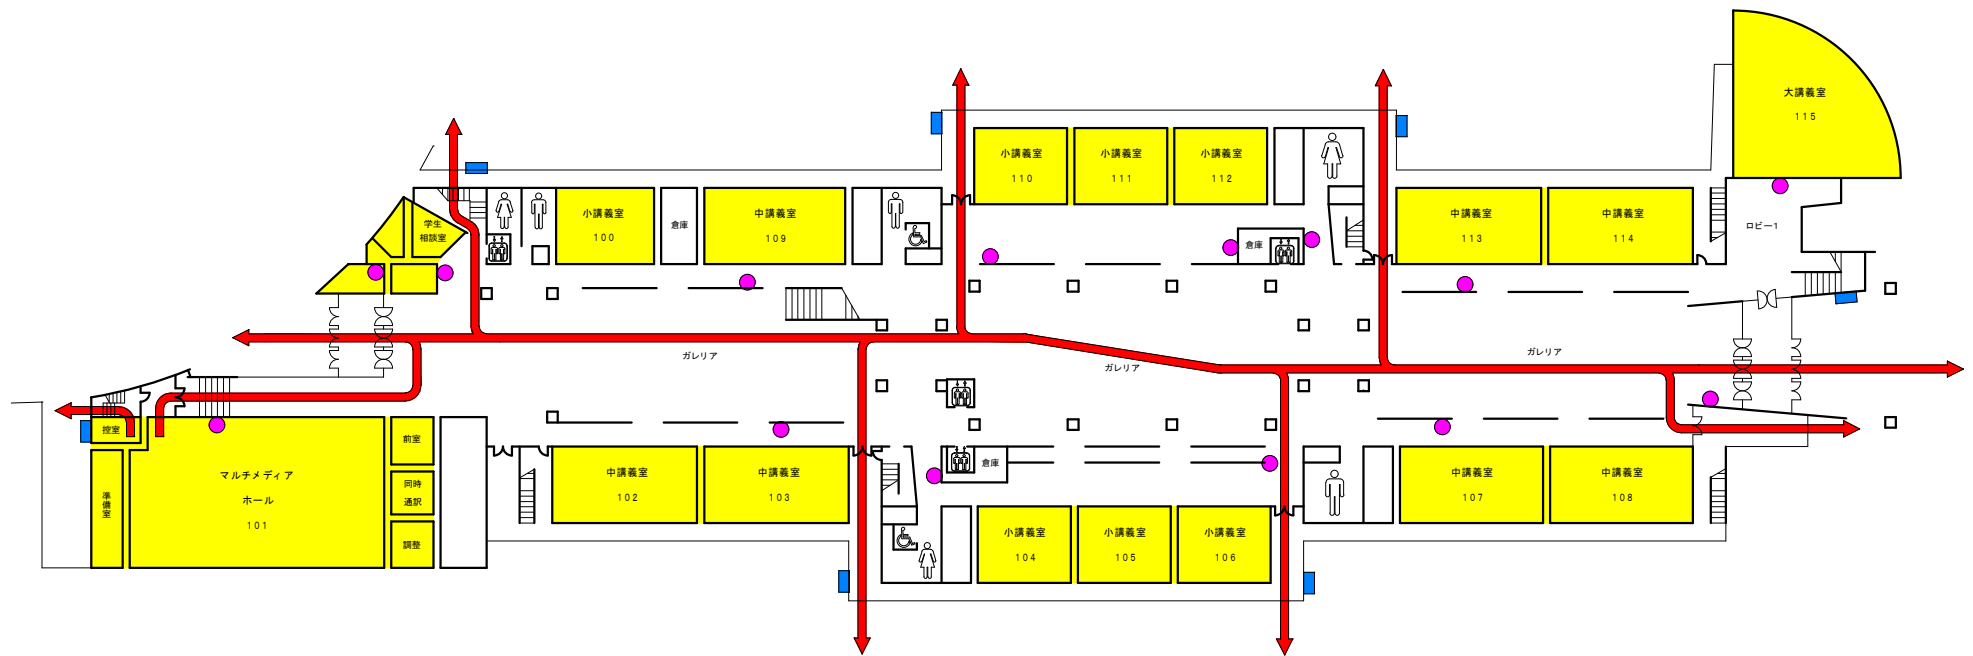 大講義室
115
小講義室
110
小講義室
111
小講義室
112
学生
相談室
小講義室
100
倉庫
中講義室
109
倉庫
中講義室
113
中講義室
114
ロビー1
ガレリア
ガレリア
ガレリア
控室
準備室
マルチメディア
ホール
101
前室
同時
通訳
調整
中講義室
102
中講義室
103
倉庫
小講義室
104
小講義室
105
小講義室
106
中講義室
107
中講義室
108